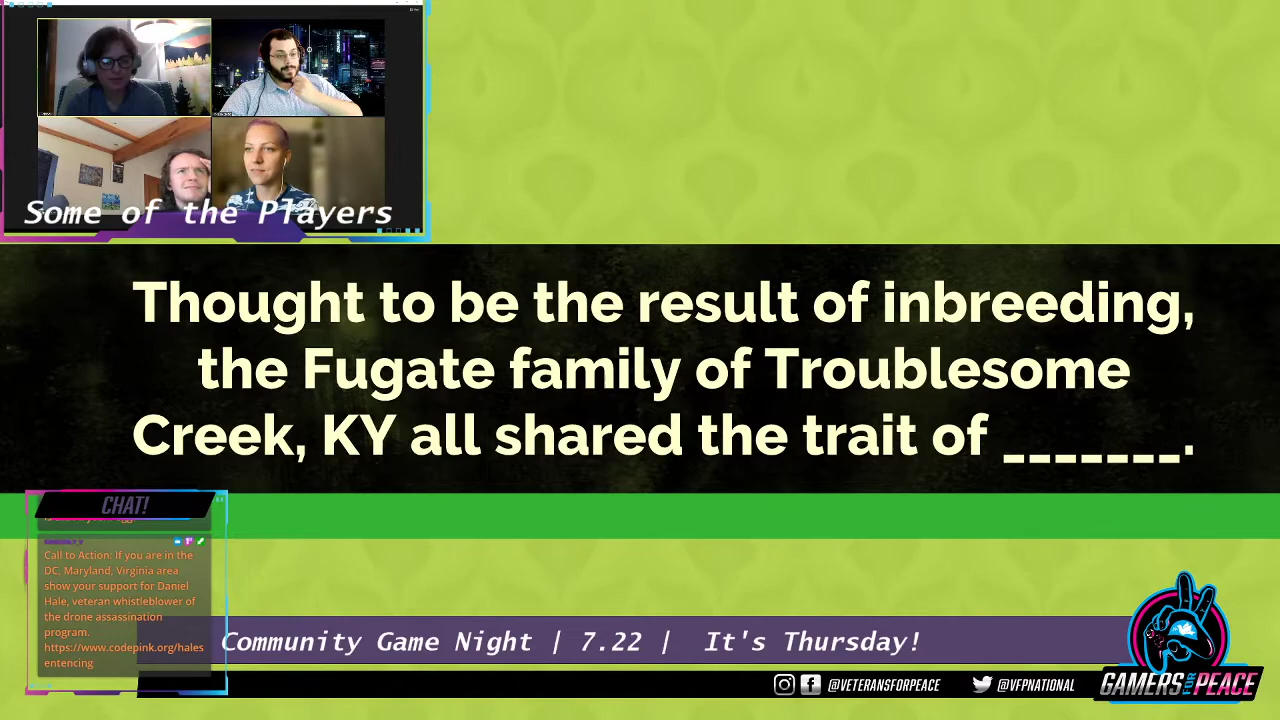 Some of the Players
Thought to be the result of inbreeding,
the Fugate family of Troublesome
Creek, KY all shared the trait of _______.
CHAT!
Call to Action: If you are in the
DC, Maryland, Virginia area
show your support for Daniel
Hale, veteran whistleblower of
the drone assassination
program.
https://www.codepink.org/hales
entencing
Community Game Night | 7.22 | It's Thursday!
@VETERANSFORPEACE @VFPNATIONAL
GAMERS FOR PEACE